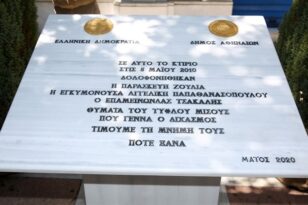 ΕΛΛΗΝΙΚΗ ΔΗΜΟΚΡΑΤΙΑ
ΔΗΜΟΣ ΑΘΗΝΑΙΩΝ
ΣΕ ΑΥΤΟ ΤΟ ΚΤΙΡΙΟ
ΣΤΙΣ 5 ΜΑΪΟΥ 2010
ΔΟΛΟΦΟΝΗΘΗΚΑΝ
Η ΠΑΡΑΣΚΕΥΗ ΖΟΥΛΙΑ
Η ΕΓΚΥΜΟΝΟΥΣΑ ΑΓΓΕΛΙΚΗ ΠΑΠΑΘΑΝΑΣΟΠΟΥΛΟΥ
Ο ΕΠΑΜΕΙΝΩΝΔΑΣ ΤΣΑΚΑΛΗΣ
ΘΥΜΑΤΑ ΤΟΥ ΤΥΦΛΟΥ ΜΙΣΟΥΣ
ΠΟΥ ΓΕΝΝΑ Ο ΔΙΧΑΣΜΟΣ
ΤΙΜΟΥΜΕ ΤΗ ΜΝΗΜΗ ΤΟΥΣ
ΠΟΤΕ ΞΑΝΑ
ΜΑΪΟΣ 2020